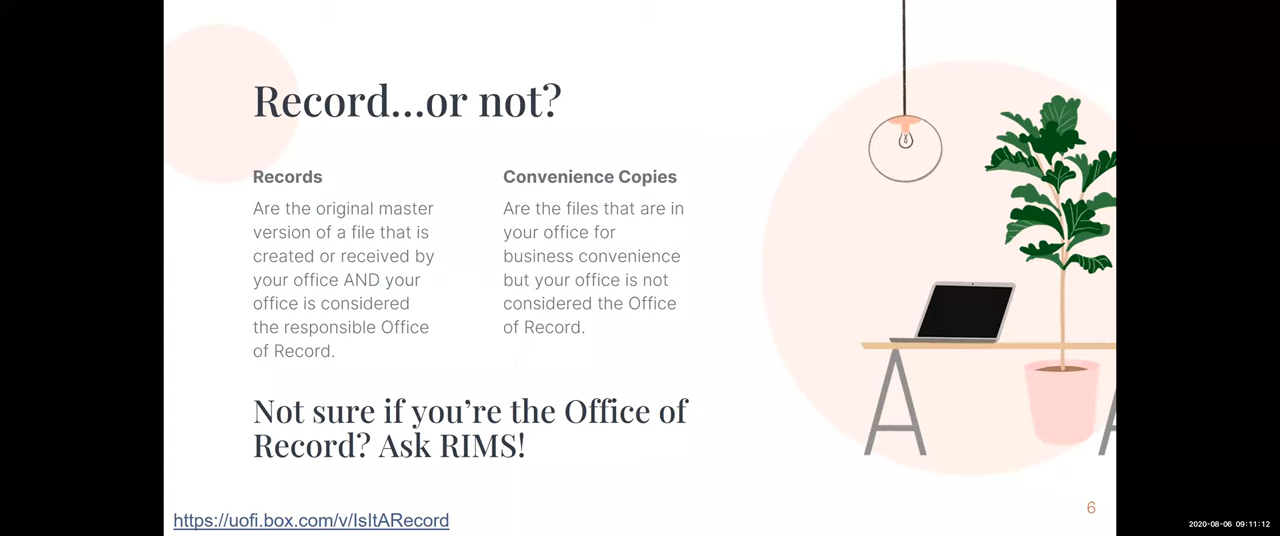 Record...or not?
Records
Are the original master
version of a file that is
created or received by
your office AND your
office is considered
the responsible Office
of Record.
Convenience Copies
Are the files that are in
your office for
business convenience
but your office is not
considered the Office
of Record.
Not sure if you’re the Office of
Record? Ask RIMS!
https://uofi.box.com/v/IsItARecord
6
2020-08-06 09:11:12